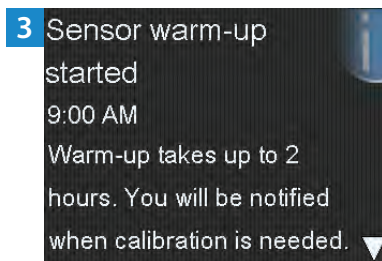 3
Sensor warm-up
started
9:00 AM
Warm-up takes up to 2
hours. You will be notified
when calibration is needed.